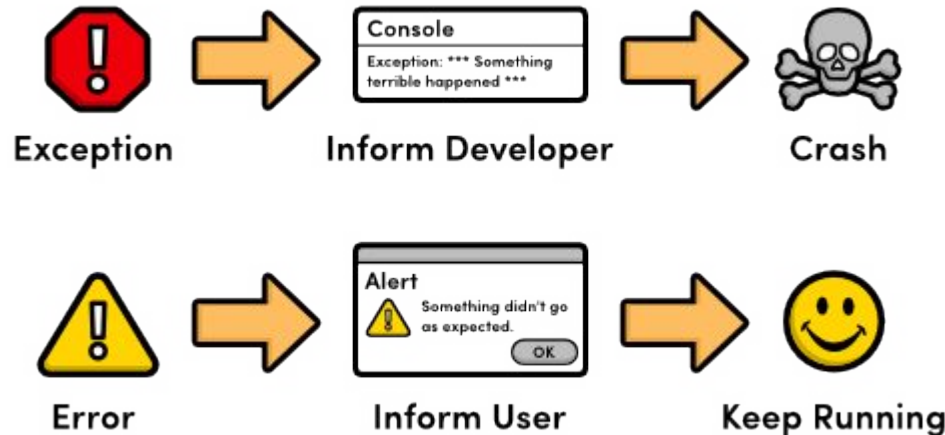 Console
Exception: *** Something
terrible happened ***
Exception
Inform Developer
Crash
Alert
Something didn't go
as expected.
OK
Error
Inform User
Keep Running